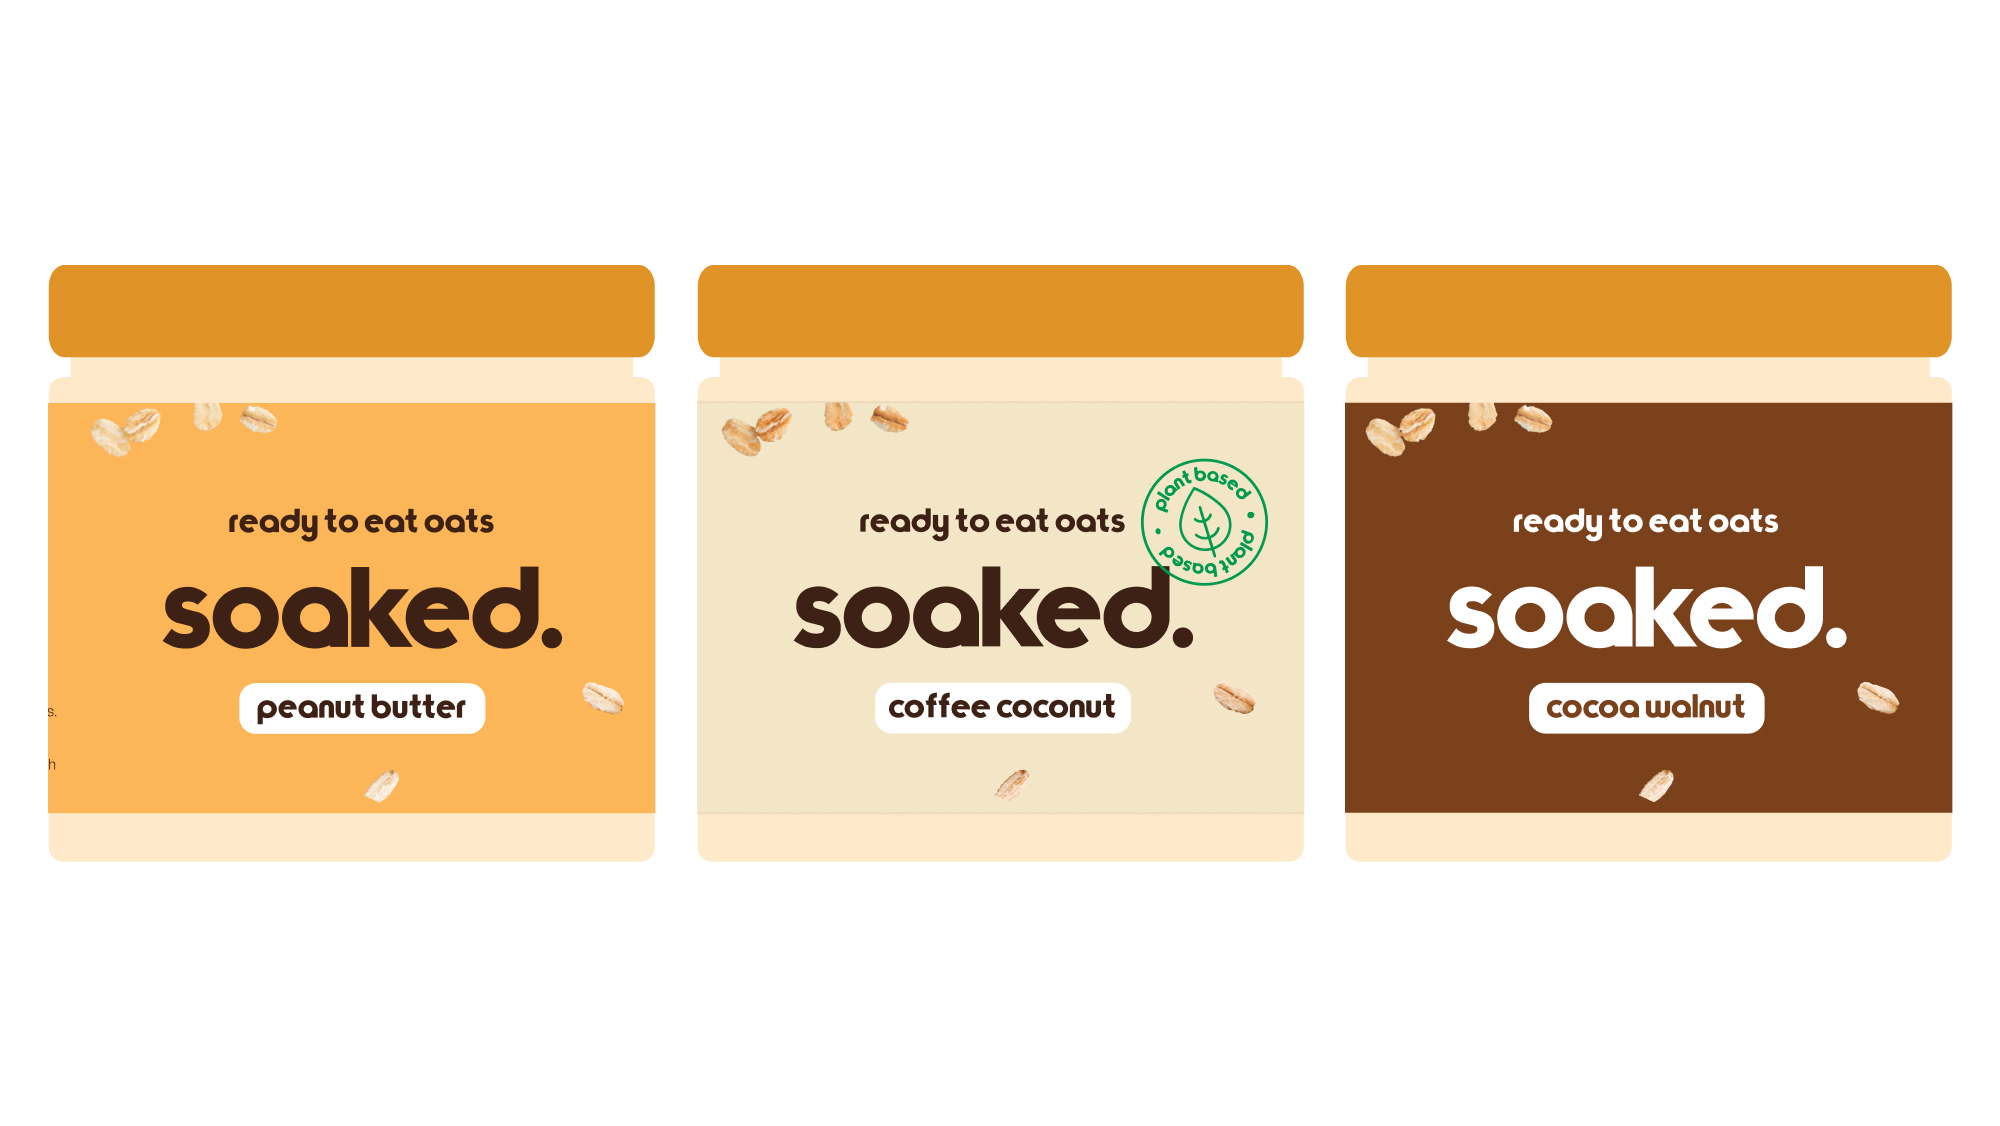 ready to eat oats
soaked.
peanut butter
s.
h
ready to eat oats
plant based • plant based •
soaked.
coffee coconut
ready to eat oats
soaked.
cocoa walnut